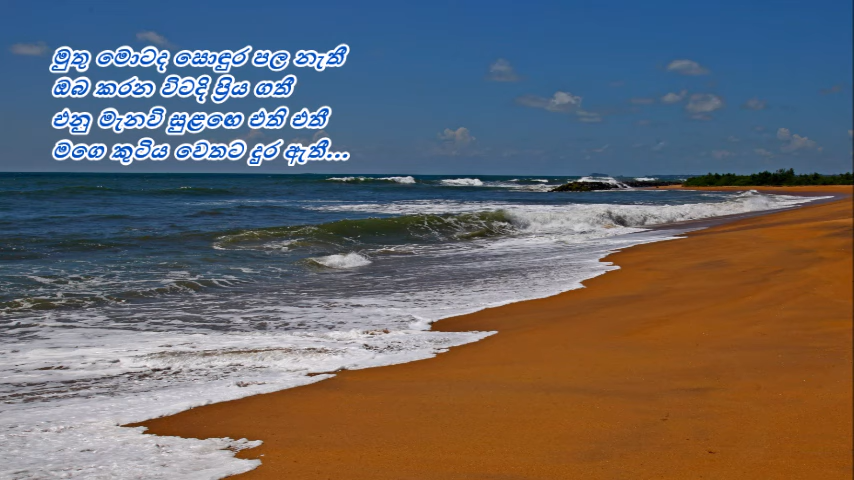 මුතු මොටද සොඳුර පල නැති
ඔබ කරන විටදි ප්‍රිය ගතී
එනු මැනවි සුළඟෙ එති එතී
මගෙ කුටිය වෙතට දුර ඇතී...